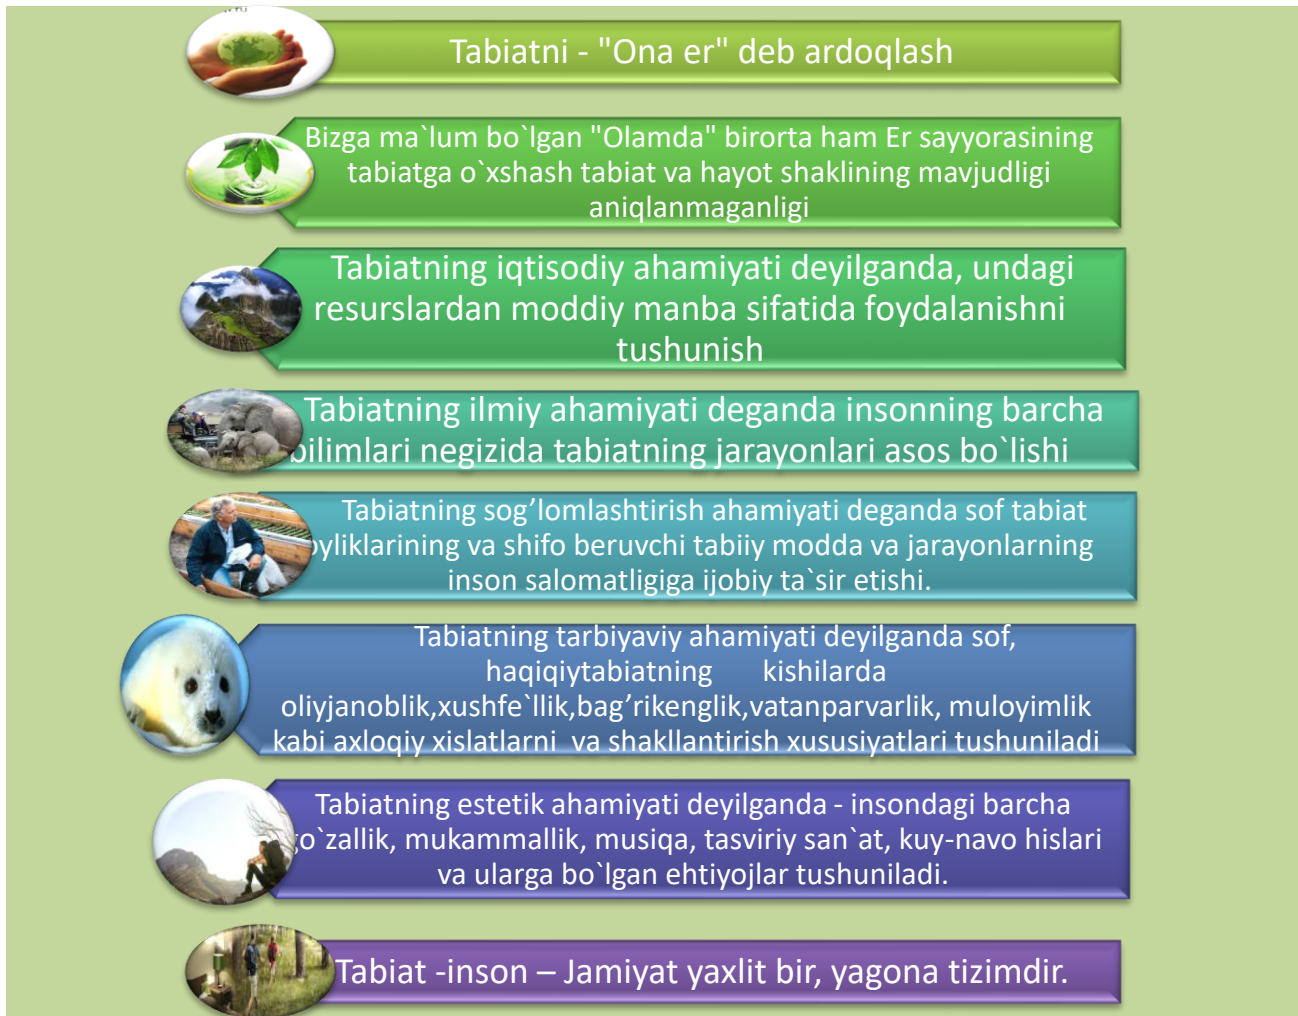 Tabiatni - "Ona er" deb ardoqlash
Bizga ma`lum bo`lgan "Olamda" birorta ham Er sayyorasining
tabiatga o`xshash tabiat va hayot shaklining mavjudligi
aniqlanmaganligi
Tabiatning iqtisodiy ahamiyati deyilganda, undagi
resurslardan moddiy manba sifatida foydalanishni
tushunish
Tabiatning ilmiy ahamiyati deganda insonning barcha
bilimlari negizida tabiatning jarayonlari asos bo`lishi
Tabiatning sog’lomlashtirish ahamiyati deganda sof tabiat
va shifo beruvchi tabiiy modda va jarayonlarning
inson salomatligiga ijobiy ta`sir etishi.
Tabiatning tarbiyaviy ahamiyati deyilganda sof,
haqiqiytabiatning kishilarda
oliyjanoblik,xushfe`llik,bag’rikenglik,vatanparvarlik, muloyimlik
kabi axloqiy xislatlarni va shakllantirish xususiyatlari tushuniladi
Tabiatning estetik ahamiyati deyilganda - insondagi barcha
go`zallik, mukammallik, musiqa, tasviriy san`at, kuy-navo hislari
va ularga bo`lgan ehtiyojlar tushuniladi.
Tabiat -inson – Jamiyat yaxlit bir, yagona tizimdir.